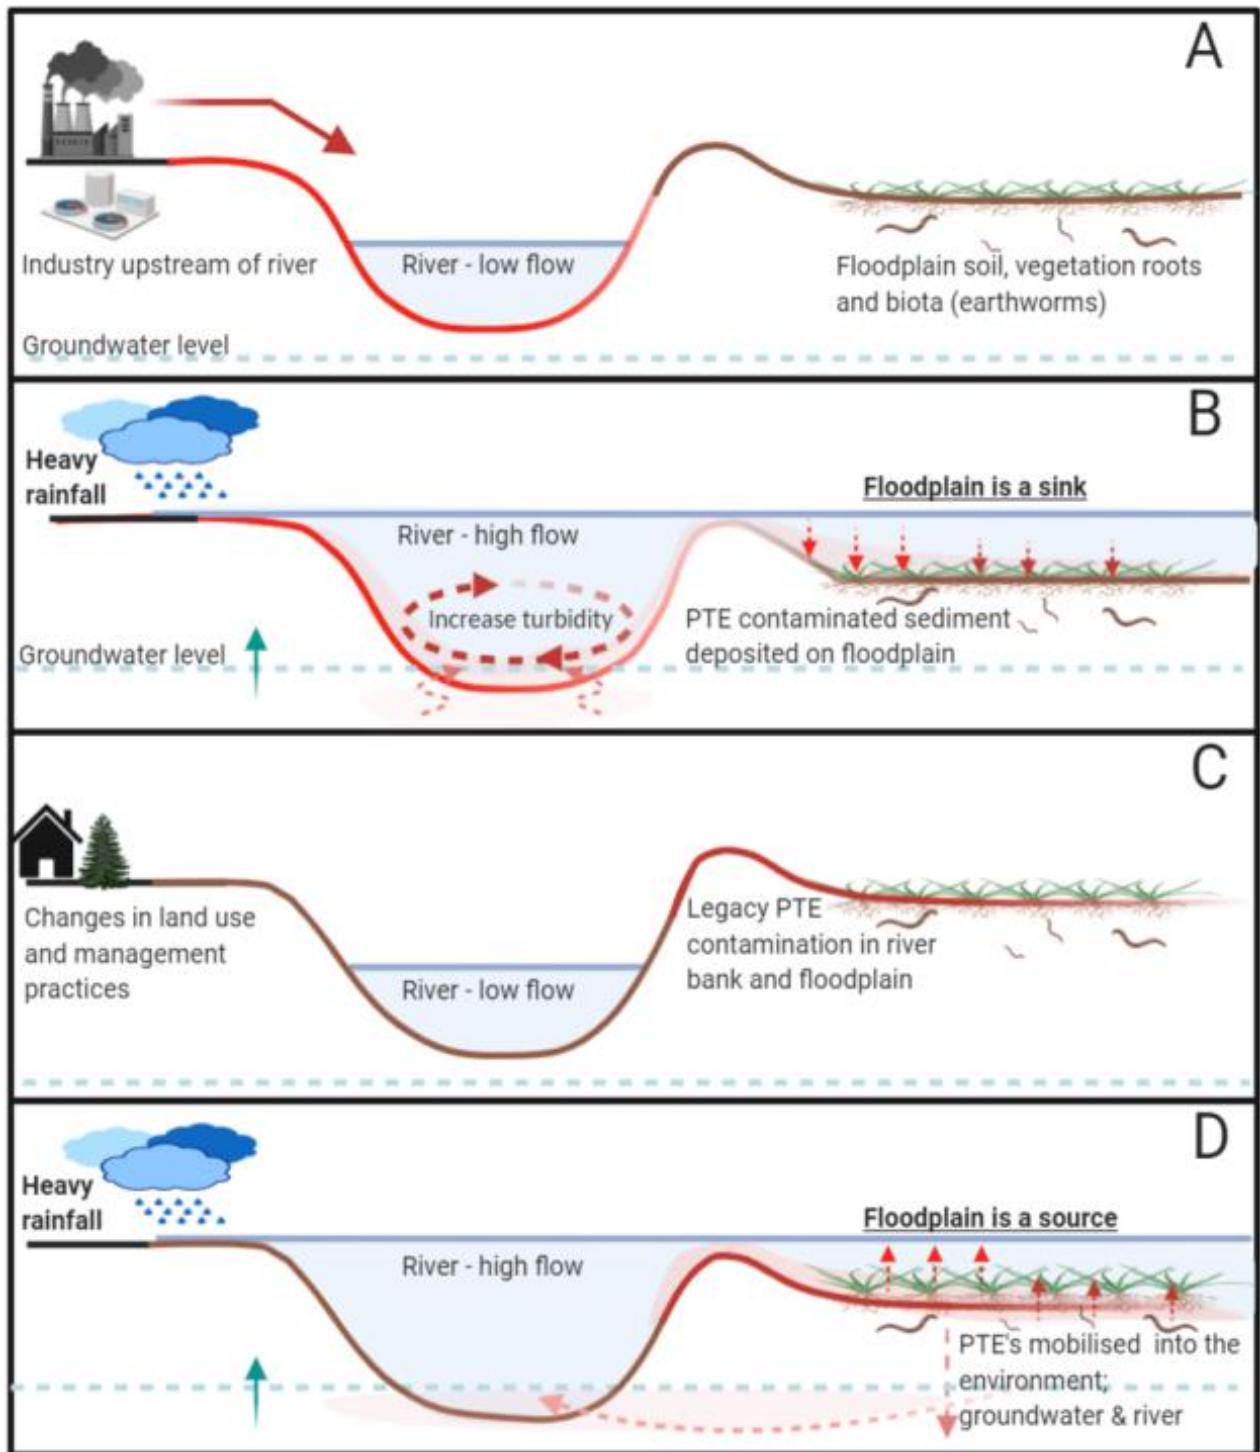 A
Industry upstream of river
River - low flow
Floodplain soil, vegetation roots
and biota (earthworms)
Groundwater level
B
Heavy
rainfall
Floodplain is a sink
River - high flow
Increase turbidity
PTE contaminated sediment
deposited on floodplain
Groundwater level
C
Changes in land use
and management
practices
River - low flow
Legacy PTE
contamination in river
bank and floodplain
D
Heavy
rainfall
Floodplain is a source
River - high flow
PTE's mobilised into the
environment;
groundwater & river